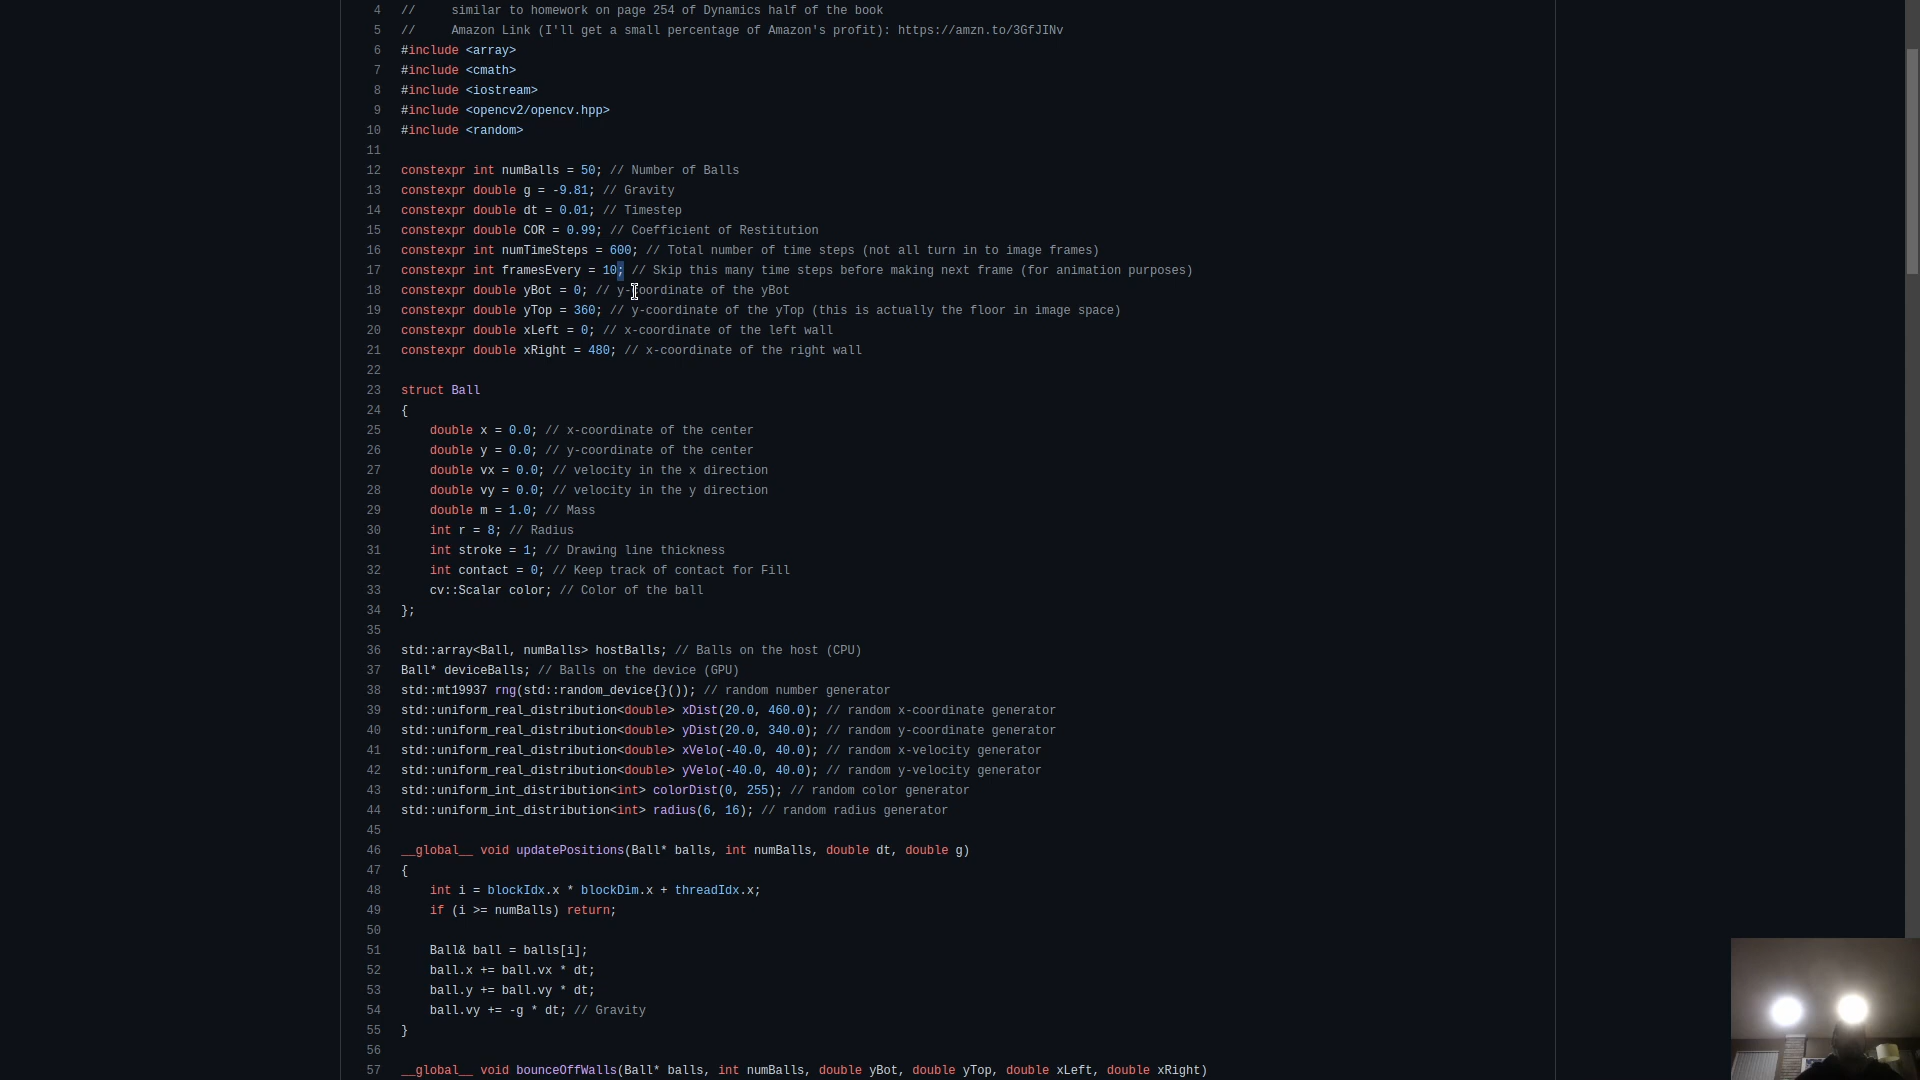 4 //     similar to homework on page 254 of Dynamics half of the book
5 //     Amazon Link (I'll get a small percentage of Amazon's profit): https://amzn.to/3GfJINv
6 #include <array>
7 #include <cmath>
8 #include <iostream>
9 #include <opencv2/opencv.hpp>
10 #include <random>
11
12 constexpr int numBalls = 50; // Number of Balls
13 constexpr double g = -9.81; // Gravity
14 constexpr double dt = 0.01; // Timestep
15 constexpr double COR = 0.99; // Coefficient of Restitution
16 constexpr int numTimeSteps = 600; // Total number of time steps (not all turn in to image frames)
17 constexpr int framesEvery = 10; // Skip this many time steps before making next frame (for animation purposes)
18 constexpr double yBot = 0; // y-coordinate of the yBot
19 constexpr double yTop = 360; // y-coordinate of the yTop (this is actually the floor in image space)
20 constexpr double xLeft = 0; // x-coordinate of the left wall
21 constexpr double xRight = 480; // x-coordinate of the right wall
22
23 struct Ball
24 {
25     double x = 0.0; // x-coordinate of the center
26     double y = 0.0; // y-coordinate of the center
27     double vx = 0.0; // velocity in the x direction
28     double vy = 0.0; // velocity in the y direction
29     double m = 1.0; // Mass
30     int r = 8; // Radius
31     int stroke = 1; // Drawing line thickness
32     int contact = 0; // Keep track of contact for Fill
33     cv::Scalar color; // Color of the ball
34 };
35
36 std::array<Ball, numBalls> hostBalls; // Balls on the host (CPU)
37 Ball* deviceBalls; // Balls on the device (GPU)
38 std::mt19937 rng(std::random_device{}()); // random number generator
39 std::uniform_real_distribution<double> xDist(20.0, 460.0); // random x-coordinate generator
40 std::uniform_real_distribution<double> yDist(20.0, 340.0); // random y-coordinate generator
41 std::uniform_real_distribution<double> xVelo(-40.0, 40.0); // random x-velocity generator
42 std::uniform_real_distribution<double> yVelo(-40.0, 40.0); // random y-velocity generator
43 std::uniform_int_distribution<int> colorDist(0, 255); // random color generator
44 std::uniform_int_distribution<int> radius(6, 16); // random radius generator
45
46 __global__ void updatePositions(Ball* balls, int numBalls, double dt, double g)
47 {
48     int i = blockIdx.x * blockDim.x + threadIdx.x;
49     if (i >= numBalls) return;
50
51     Ball& ball = balls[i];
52     ball.x += ball.vx * dt;
53     ball.y += ball.vy * dt;
54     ball.vy += -g * dt; // Gravity
55 }
56
57 __global__ void bounceOffWalls(Ball* balls, int numBalls, double yBot, double yTop, double xLeft, double xRight)